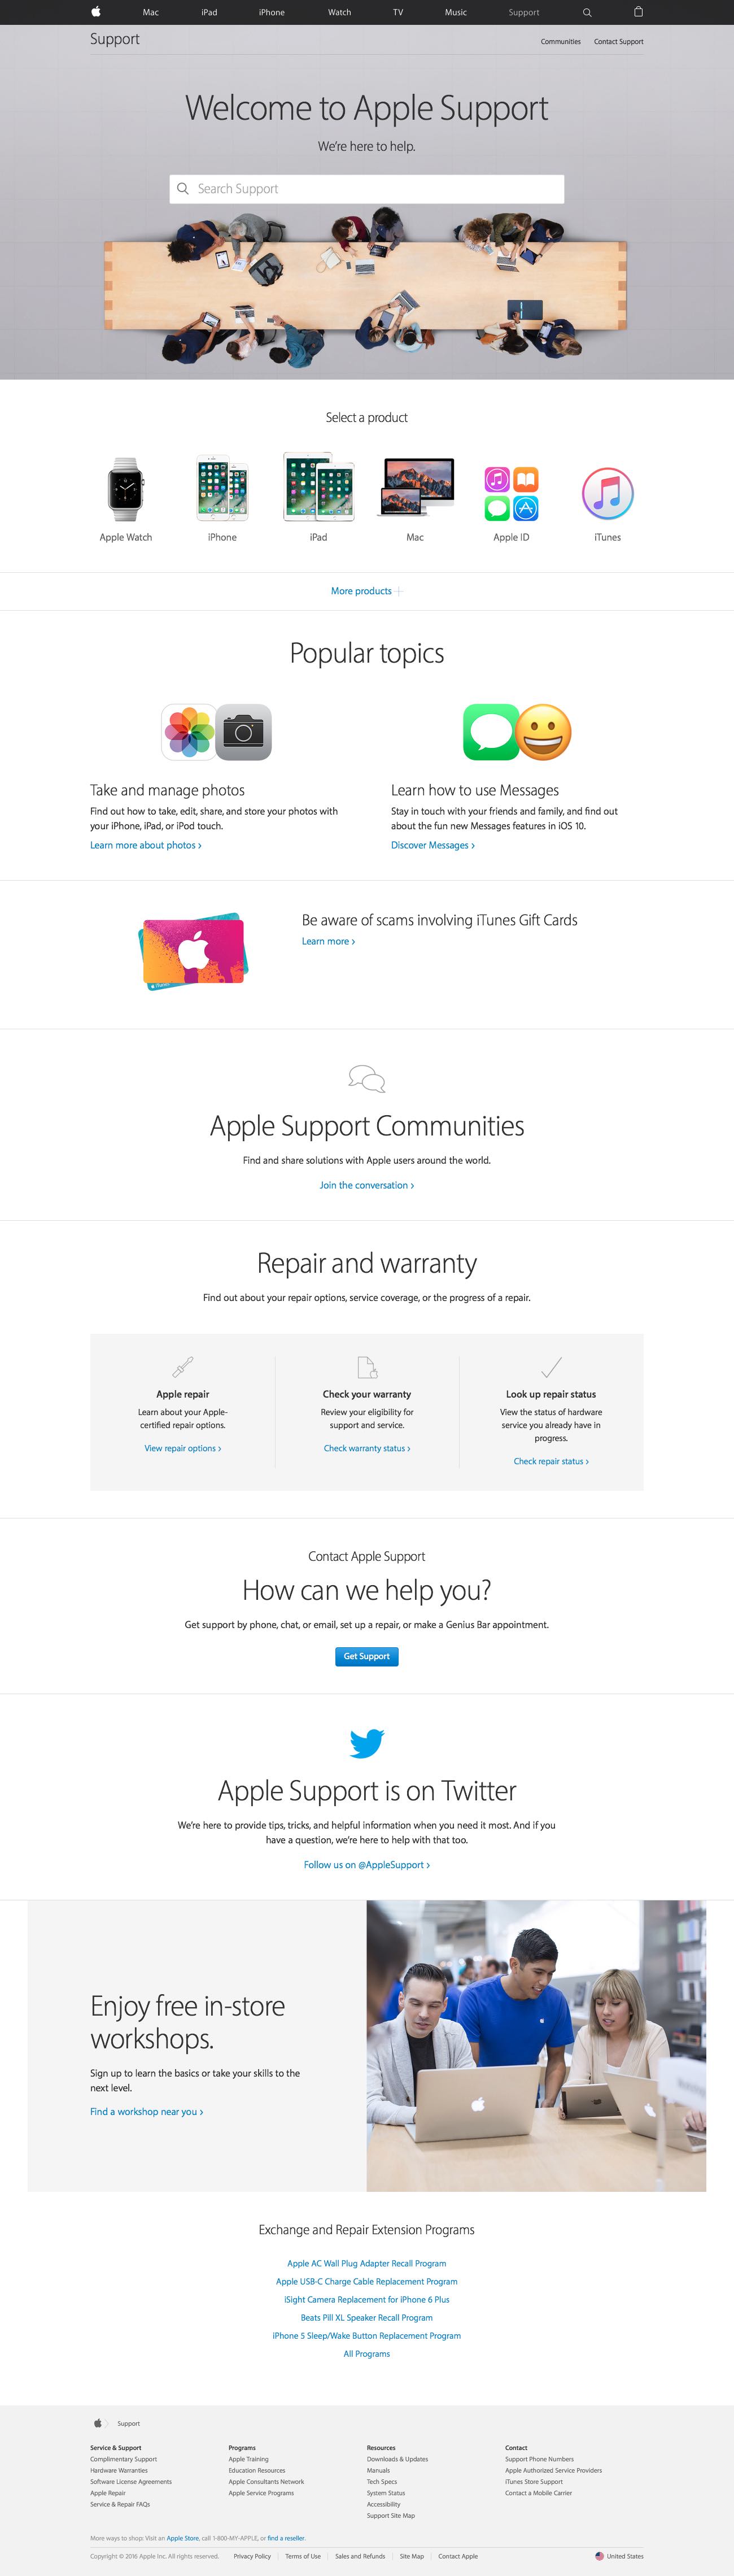 Mac iPad iPhone Watch TV Music Support
Support
Communities Contact Support
Welcome to Apple Support
We're here to help.
Search Support
Select a product
Apple Watch iPhone iPad Mac Apple ID iTunes
More products
Popular topics
Take and manage photos
Find out how to take, edit, share, and store your photos with
your iPhone, iPad, or iPod touch.
Learn more about photos ›
Learn how to use Messages
Stay in touch with your friends and family, and find out
about the fun new Messages features in iOS 10.
Discover Messages ›
Be aware of scams involving iTunes Gift Cards
Learn more ›
Apple Support Communities
Find and share solutions with Apple users around the world.
Join the conversation ›
Repair and warranty
Find out about your repair options, service coverage, or the progress of a repair.
Apple repair
Learn about your Apple-
certified repair options.
View repair options ›
Check your warranty
Review your eligibility for
support and service.
Check warranty status ›
Look up repair status
View the status of hardware
service you already have in
progress.
Check repair status ›
Contact Apple Support
How can we help you?
Get support by phone, chat, or email, set up a repair, or make a Genius Bar appointment.
Get Support
Apple Support is on Twitter
We're here to provide tips, tricks, and helpful information when you need it most. And if you
have a question, we're here to help with that too.
Follow us on @AppleSupport ›
Enjoy free in-store
workshops.
Sign up to learn the basics or take your skills to the
next level.
Find a workshop near you ›
Exchange and Repair Extension Programs
Apple AC Wall Plug Adapter Recall Program
Apple USB-C Charge Cable Replacement Program
iSight Camera Replacement for iPhone 6 Plus
Beats Pill XL Speaker Recall Program
iPhone 5 Sleep/Wake Button Replacement Program
All Programs
Support
Service & Support
Complimentary Support
Hardware Warranties
Software License Agreements
Apple Repair
Service & Repair FAQs
Programs
Apple Training
Education Resources
Apple Consultants Network
Apple Service Programs
Resources
Downloads & Updates
Manuals
Tech Specs
System Status
Accessibility
Support Site Map
Contact
Support Phone Numbers
Apple Authorized Service Providers
iTunes Store Support
Contact a Mobile Carrier
More ways to shop: Visit an Apple Store, call 1-800-MY-APPLE, or find a reseller.
Copyright © 2016 Apple Inc. All rights reserved. Privacy Policy Terms of Use Sales and Refunds Site Map Contact Apple United States